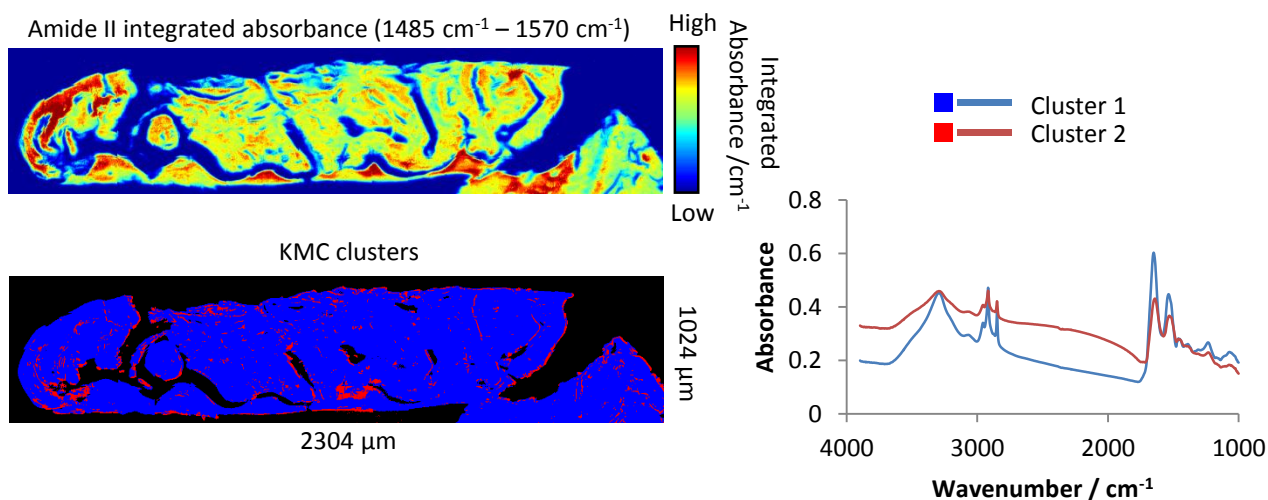 Amide II integrated absorbance (1485 cm⁻¹ – 1570 cm⁻¹)
High
Low
Integrated
Absorbance /cm⁻¹
KMC clusters
1024 µm
2304 µm
Cluster 1
Cluster 2
0.8
0.6
0.4
0.2
0
Absorbance
4000 3000 2000 1000
Wavenumber / cm⁻¹